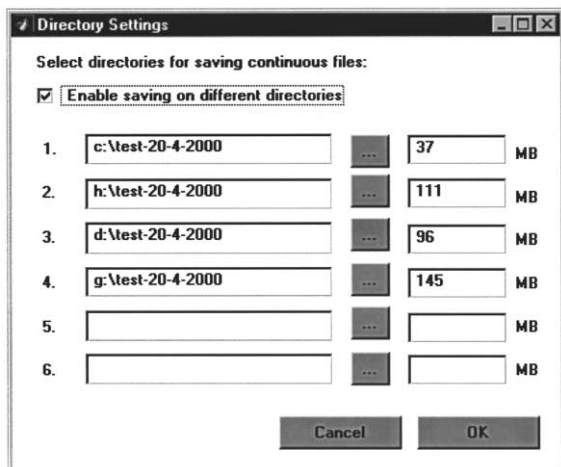 Directory Settings
Select directories for saving continuous files:
Enable saving on different directories
1. c:\test-20-4-2000 ... 37 MB
2. h:\test-20-4-2000 ... 111 MB
3. d:\test-20-4-2000 ... 96 MB
4. g:\test-20-4-2000 ... 145 MB
5. ... MB
6. ... MB
Cancel OK